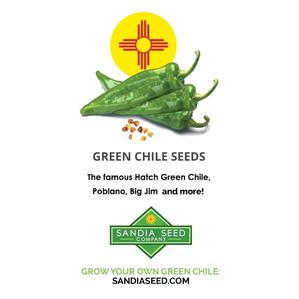 GREEN CHILE SEEDS
The famous Hatch Green Chile,
Poblano, Big Jim and more!
SANDIA SEED
COMPANY
GROW YOUR OWN GREEN CHILE:
SANDIASEED.COM